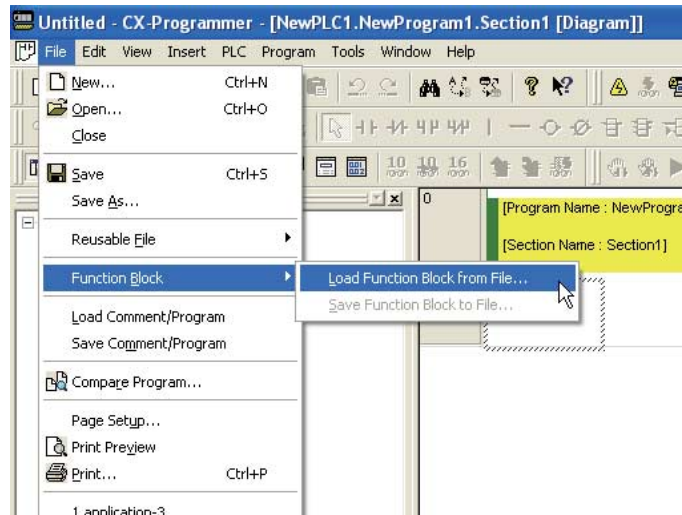 Untitled - CX-Programmer - [NewPLC1.NewProgram1.Section1 [Diagram]]
File Edit View Insert PLC Program Tools Window Help
New... Ctrl+N
Open... Ctrl+O
Close
Save Ctrl+S
Save As...
Reusable File
Function Block
Load Function Block from File...
Save Function Block to File...
Load Comment/Program
Save Comment/Program
Compare Program...
Page Setup...
Print Preview
Print... Ctrl+P
1 application-3
10 10 16
0
[Program Name : NewProgra
[Section Name : Section1]